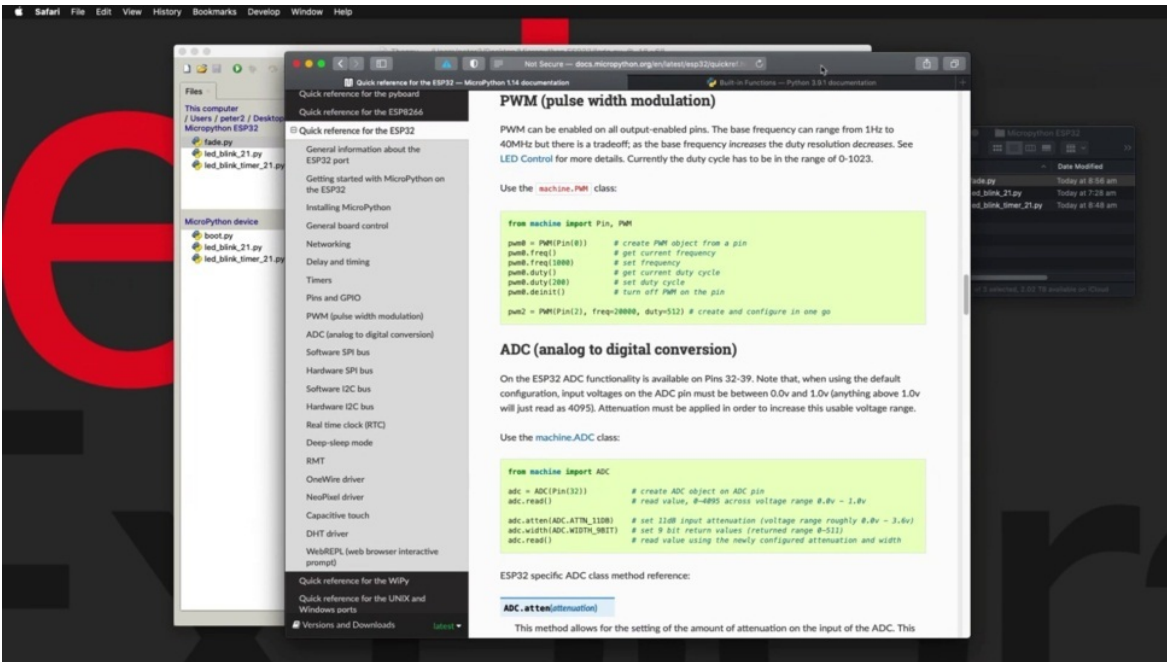 Safari File Edit View History Bookmarks Develop Window Help
Not Secure — docs.micropython.org/en/latest/esp32/quickref.h
Quick reference for the ESP32 — MicroPython 1.14 documentation
Built-in Functions — Python 3.9.1 documentation
Files
This computer
/ Users / peter2 / Desktop
Micropython ESP32
fade.py
led_blink_21.py
led_blink_timer_21.py
MicroPython device
boot.py
led_blink_21.py
led_blink_timer_21.py
Quick reference for the pyboard
Quick reference for the ESP8266
Quick reference for the ESP32
General information about the
ESP32 port
Getting started with MicroPython on
the ESP32
Installing MicroPython
General board control
Networking
Delay and timing
Timers
Pins and GPIO
PWM (pulse width modulation)
ADC (analog to digital conversion)
Software SPI bus
Hardware SPI bus
Software I2C bus
Hardware I2C bus
Real time clock (RTC)
Deep-sleep mode
RMT
OneWire driver
NeoPixel driver
Capacitive touch
DHT driver
WebREPL (web browser interactive
prompt)
Quick reference for the WiPy
Quick reference for the UNIX and
Windows ports
Versions and Downloads latest
PWM (pulse width modulation)
PWM can be enabled on all output-enabled pins. The base frequency can range from 1Hz to
40MHz but there is a tradeoff; as the base frequency increases the duty resolution decreases. See
LED Control for more details. Currently the duty cycle has to be in the range of 0-1023.
Use the machine.PWM class:
from machine import Pin, PWM
pwm0 = PWM(Pin(0)) # create PWM object from a pin
pwm0.freq() # get current frequency
pwm0.freq(1000) # set frequency
pwm0.duty() # get current duty cycle
pwm0.duty(200) # set duty cycle
pwm0.deinit() # turn off PWM on the pin
pwm2 = PWM(Pin(2), freq=20000, duty=512) # create and configure in one go
ADC (analog to digital conversion)
On the ESP32 ADC functionality is available on Pins 32-39. Note that, when using the default
configuration, input voltages on the ADC pin must be between 0.0v and 1.0v (anything above 1.0v
will just read as 4095). Attenuation must be applied in order to increase this usable voltage range.
Use the machine.ADC class:
from machine import ADC
adc = ADC(Pin(32)) # create ADC object on ADC pin
adc.read() # read value, 0-4095 across voltage range 0.0v - 1.0v
adc.atten(ADC.ATTN_11DB) # set 11dB input attenuation (voltage range roughly 0.0v - 3.6v)
adc.width(ADC.WIDTH_9BIT) # set 9 bit return values (returned range 0-511)
adc.read() # read value using the newly configured attenuation and width
ESP32 specific ADC class method reference:
ADC.atten(attenuation)
This method allows for the setting of the amount of attenuation on the input of the ADC. This
Micropython ESP32
Date Modified
fade.py Today at 8:56 am
ed_blink_21.py Today at 7:28 am
ed_blink_timer_21.py Today at 8:48 am
selected, 2.02 TB available on iCloud